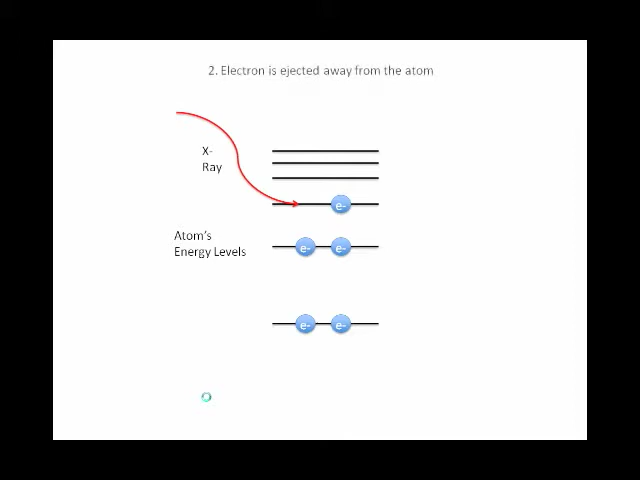 2. Electron is ejected away from the atom
X-
Ray
e-
Atom's
Energy Levels
e- e-
e- e-